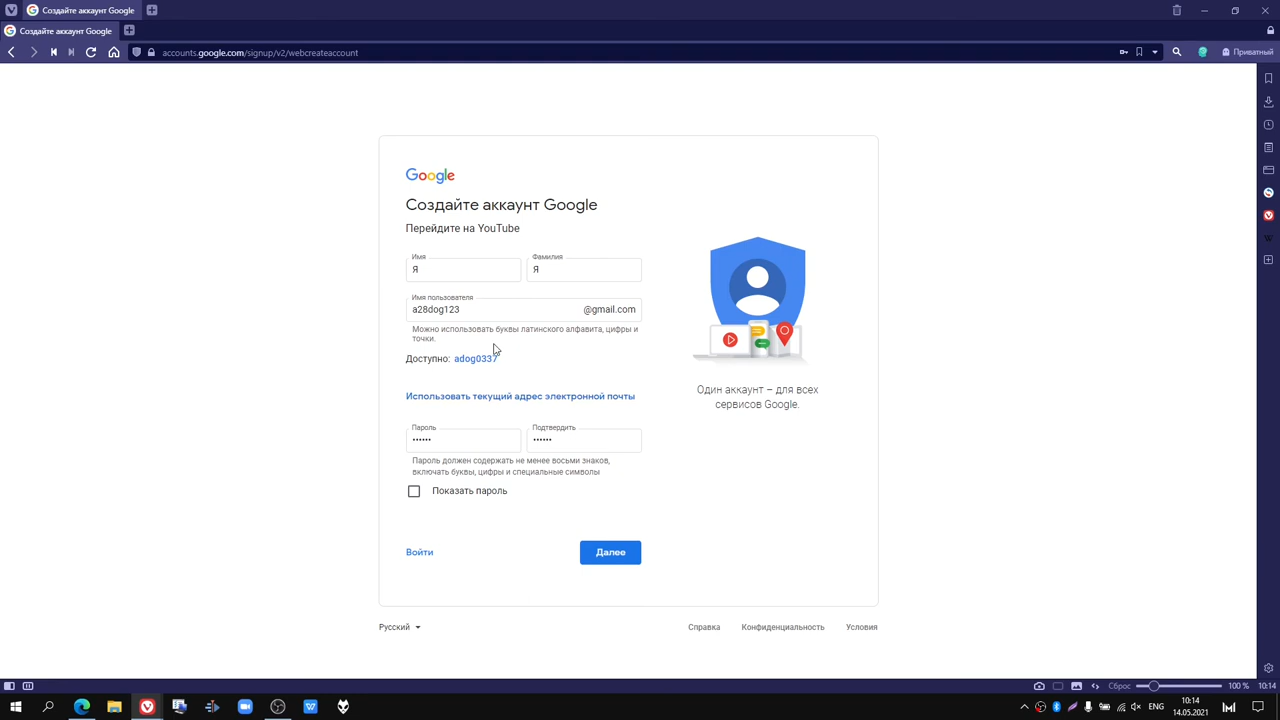 Создайте аккаунт Google
Создайте аккаунт Google
accounts.google.com/signup/v2/webcreateaccount
Приватный
Google
Создайте аккаунт Google
Перейдите на YouTube
Имя
Фамилия
Я
Я
Имя пользователя
a28dog123
@gmail.com
Можно использовать буквы латинского алфавита, цифры и
точки.
Доступно: adog0337
Использовать текущий адрес электронной почты
Пароль
Подтвердить
••••••
••••••
Пароль должен содержать не менее восьми знаков,
включать буквы, цифры и специальные символы
Показать пароль
Войти
Далее
Один аккаунт – для всех
сервисов Google.
Русский
Справка
Конфиденциальность
Условия
Сброс
100 %
10:14
ENG
10:14
14.05.2021